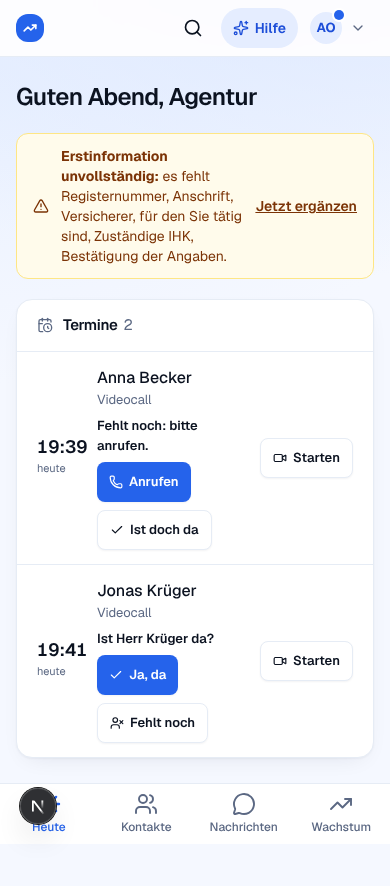 Hilfe
AO
Guten Abend, Agentur
Erstinformation
unvollständig: es fehlt
Registernummer, Anschrift,
Versicherer, für den Sie tätig
sind, Zuständige IHK,
Bestätigung der Angaben.
Jetzt ergänzen
Termine 2
19:39
heute
Anna Becker
Videocall
Fehlt noch: bitte
anrufen.
Anrufen
Ist doch da
Starten
19:41
heute
Jonas Krüger
Videocall
Ist Herr Krüger da?
Ja, da
Fehlt noch
Starten
N
Heute
Kontakte
Nachrichten
Wachstum